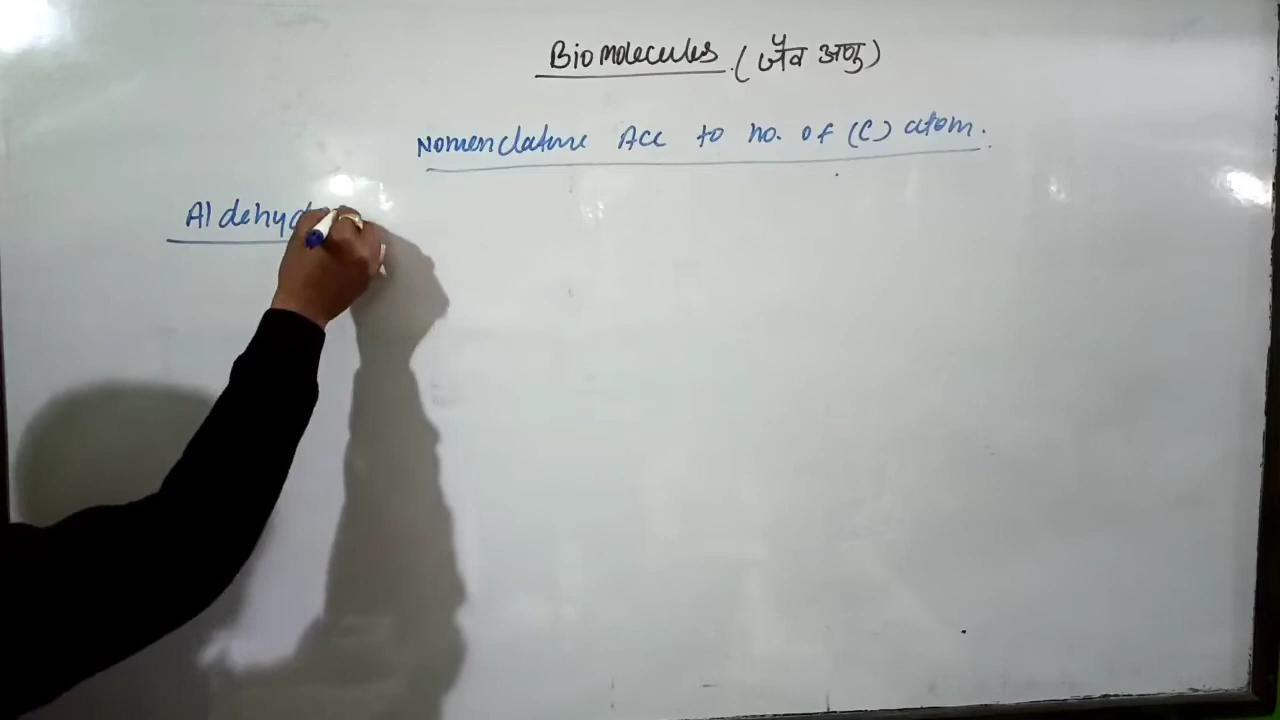 Biomolecules (जैव अणु)
Nomenclature Acc to no. of (C) atom.
Aldehyd